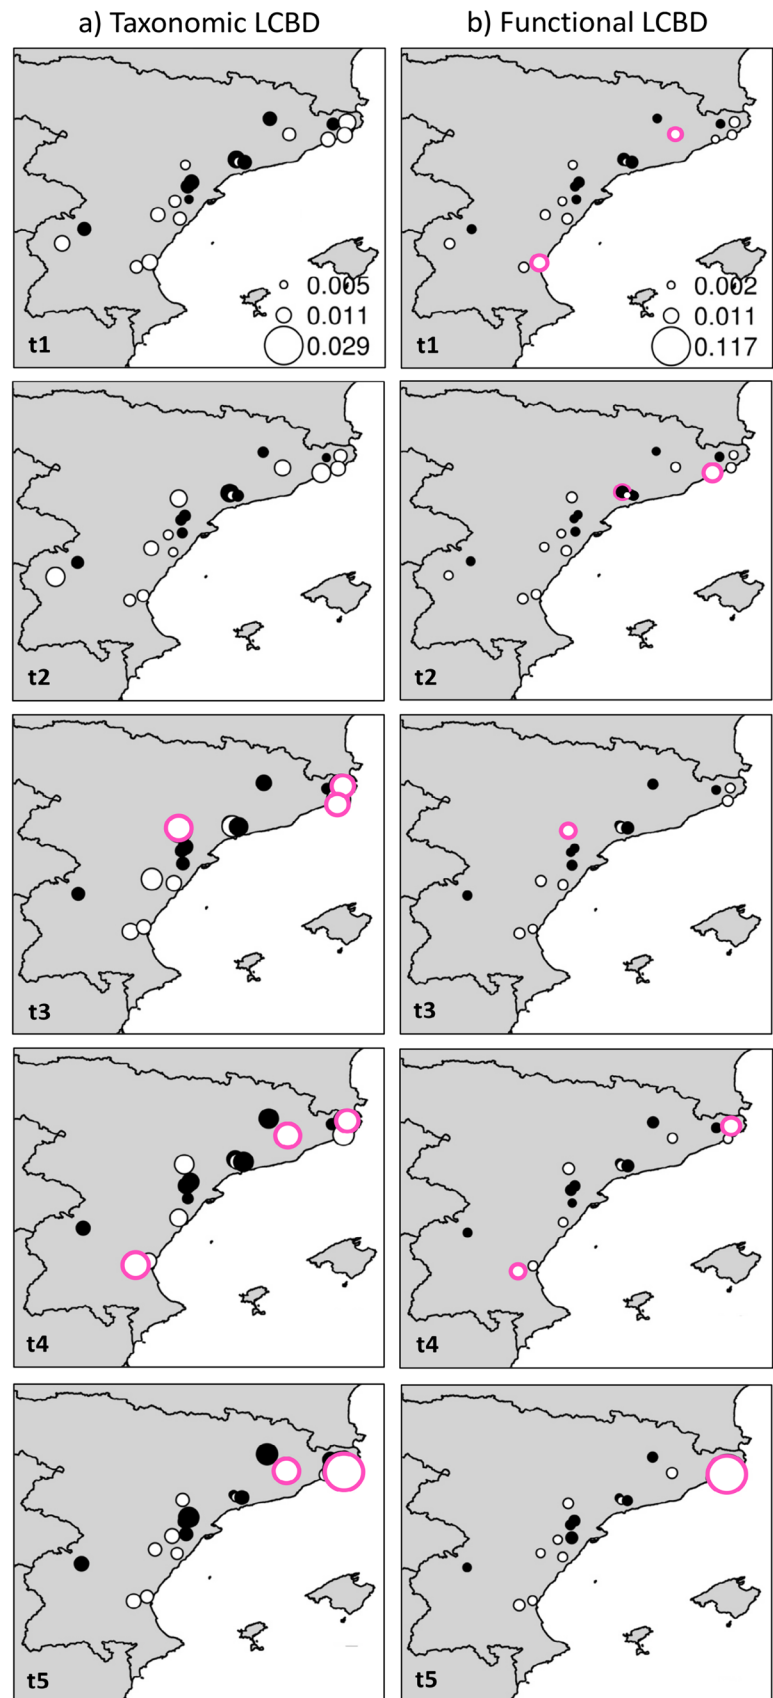 a) Taxonomic LCBD
b) Functional LCBD
0.005
0.011
0.029
t1
0.002
0.011
0.117
t1
t2
t2
t3
t3
t4
t4
t5
t5